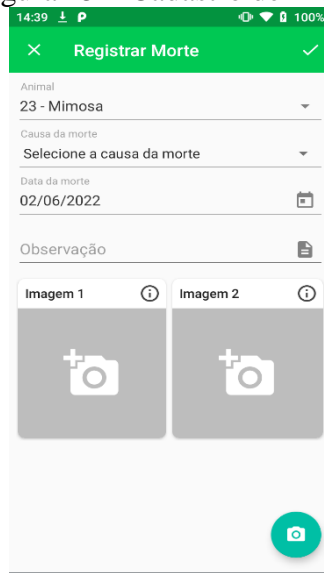 14:39 100%
Registrar Morte
Animal
23 - Mimosa
Causa da morte
Selecione a causa da morte
Data da morte
02/06/2022
Observação
Imagem 1 Imagem 2